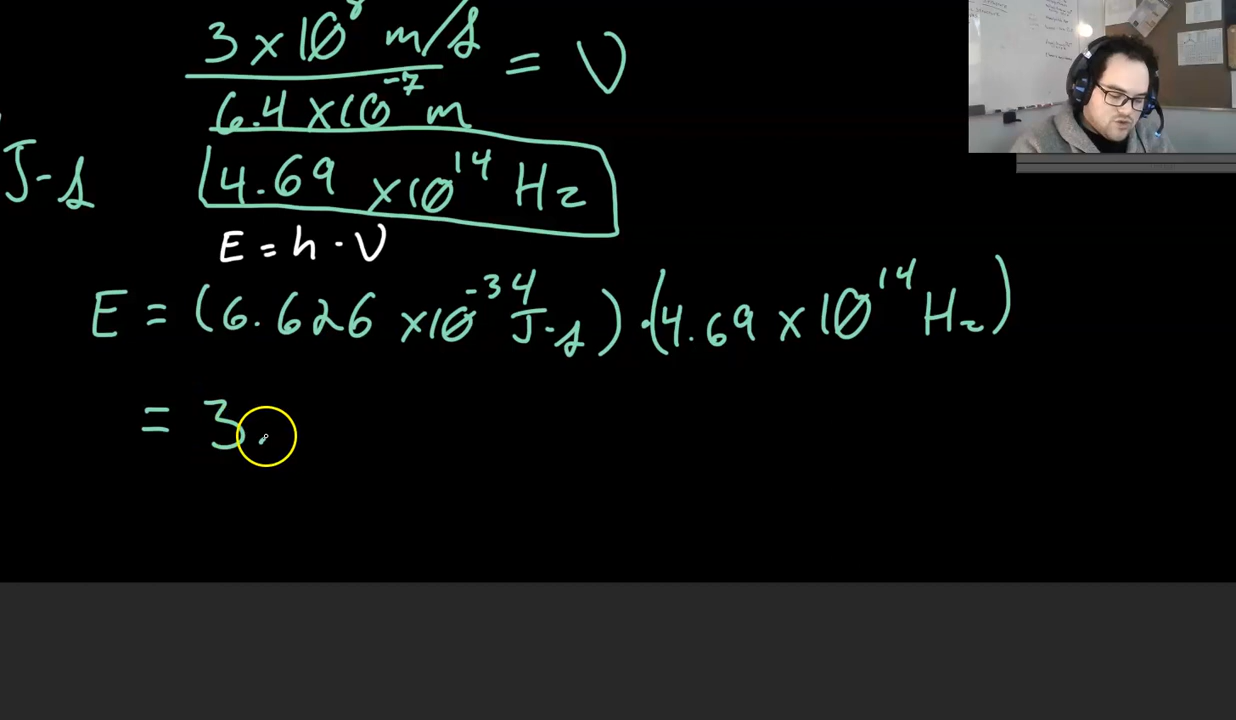 3 × 10⁸ m/s
= ν
6.4 × 10⁻⁷ m
J-s
4.69 × 10¹⁴ Hz
E = h · ν
E = (6.626 × 10⁻³⁴ J-s) · (4.69 × 10¹⁴ Hz)
= 3.